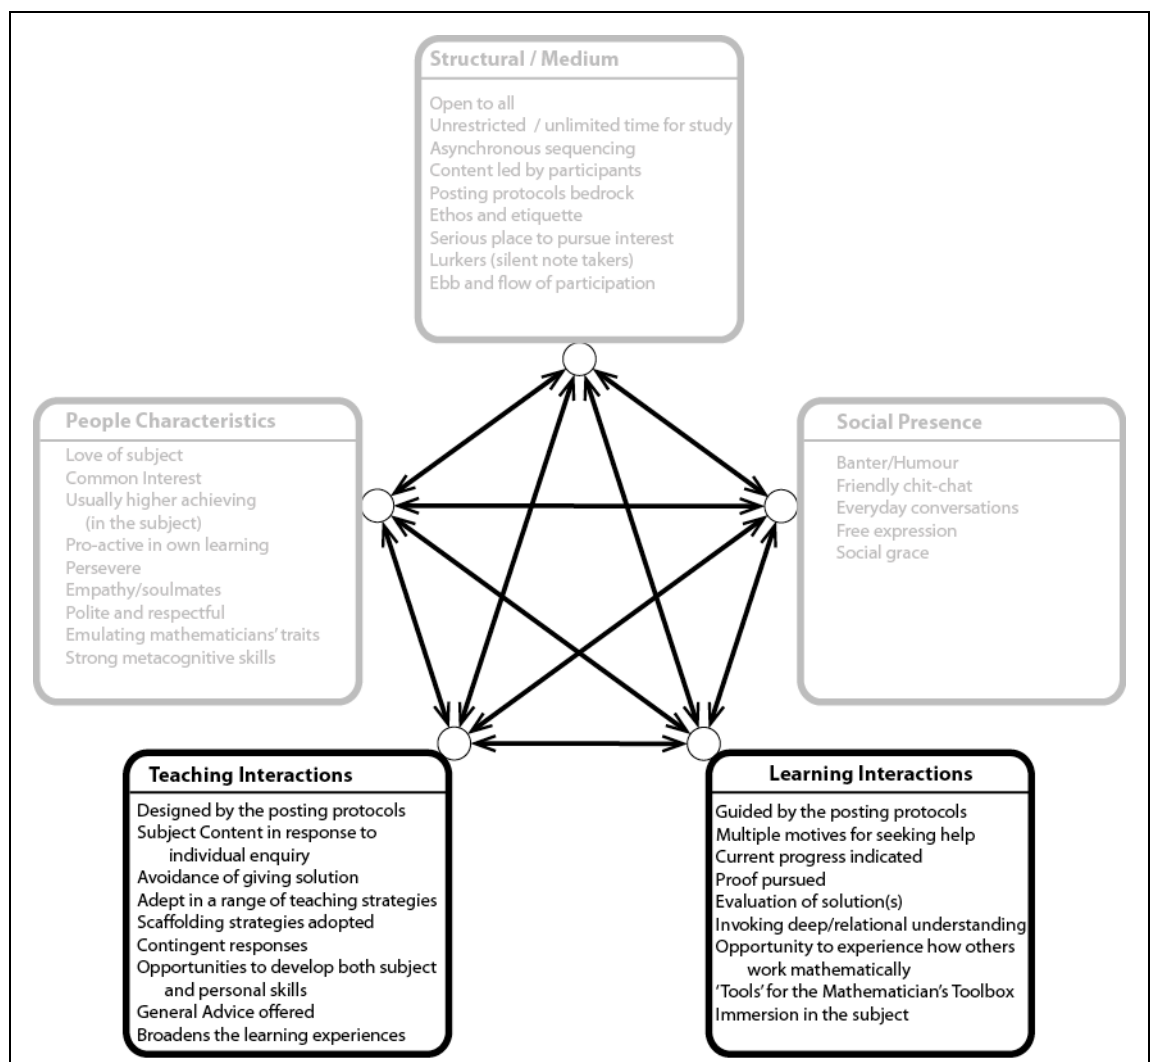 Structural / Medium
Open to all
Unrestricted / unlimited time for study
Asynchronous sequencing
Content led by participants
Posting protocols bedrock
Ethos and etiquette
Serious place to pursue interest
Lurkers (silent note takers)
Ebb and flow of participation
People Characteristics
Love of subject
Common Interest
Usually higher achieving
(in the subject)
Pro-active in own learning
Persevere
Empathy/soulmates
Polite and respectful
Emulating mathematicians' traits
Strong metacognitive skills
Social Presence
Banter/Humour
Friendly chit-chat
Everyday conversations
Free expression
Social grace
Teaching Interactions
Designed by the posting protocols
Subject Content in response to
individual enquiry
Avoidance of giving solution
Adept in a range of teaching strategies
Scaffolding strategies adopted
Contingent responses
Opportunities to develop both subject
and personal skills
General Advice offered
Broadens the learning experiences
Learning Interactions
Guided by the posting protocols
Multiple motives for seeking help
Current progress indicated
Proof pursued
Evaluation of solution(s)
Invoking deep/relational understanding
Opportunity to experience how others
work mathematically
'Tools' for the Mathematician's Toolbox
Immersion in the subject